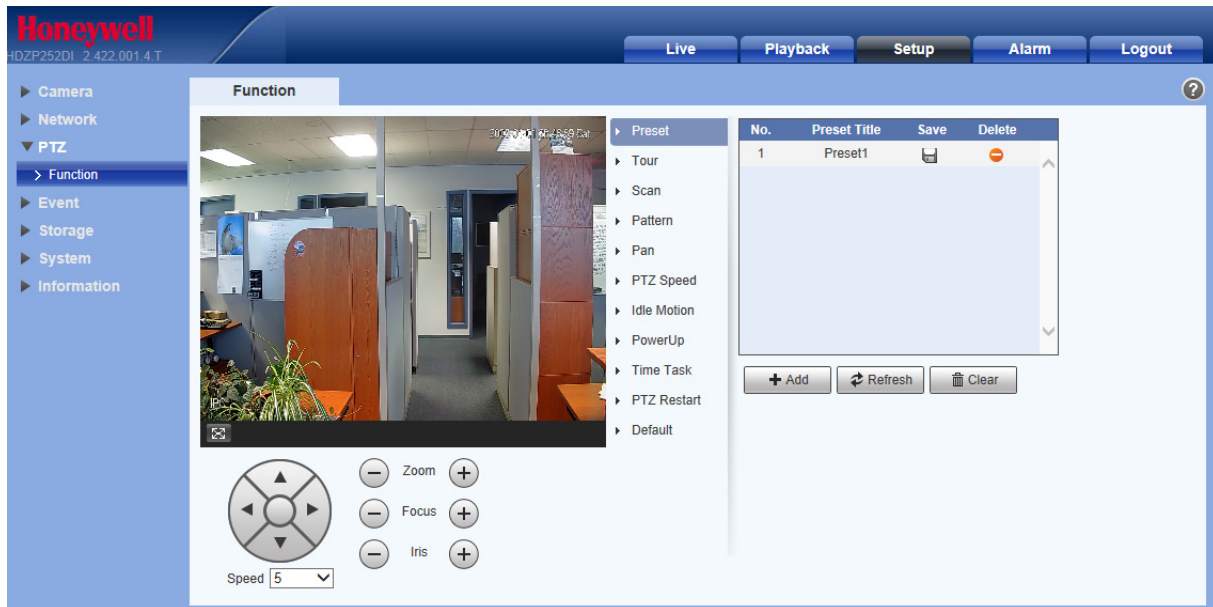 Honeywell
HDZP252DI 2.422.001.4.T
Live
Playback
Setup
Alarm
Logout
Camera
Network
PTZ
Function
Event
Storage
System
Information
Function
?
Preset
Tour
Scan
Pattern
Pan
PTZ Speed
Idle Motion
PowerUp
Time Task
PTZ Restart
Default
No. Preset Title Save Delete
1 Preset1
Add
Refresh
Clear
Zoom
Focus
Iris
Speed 5